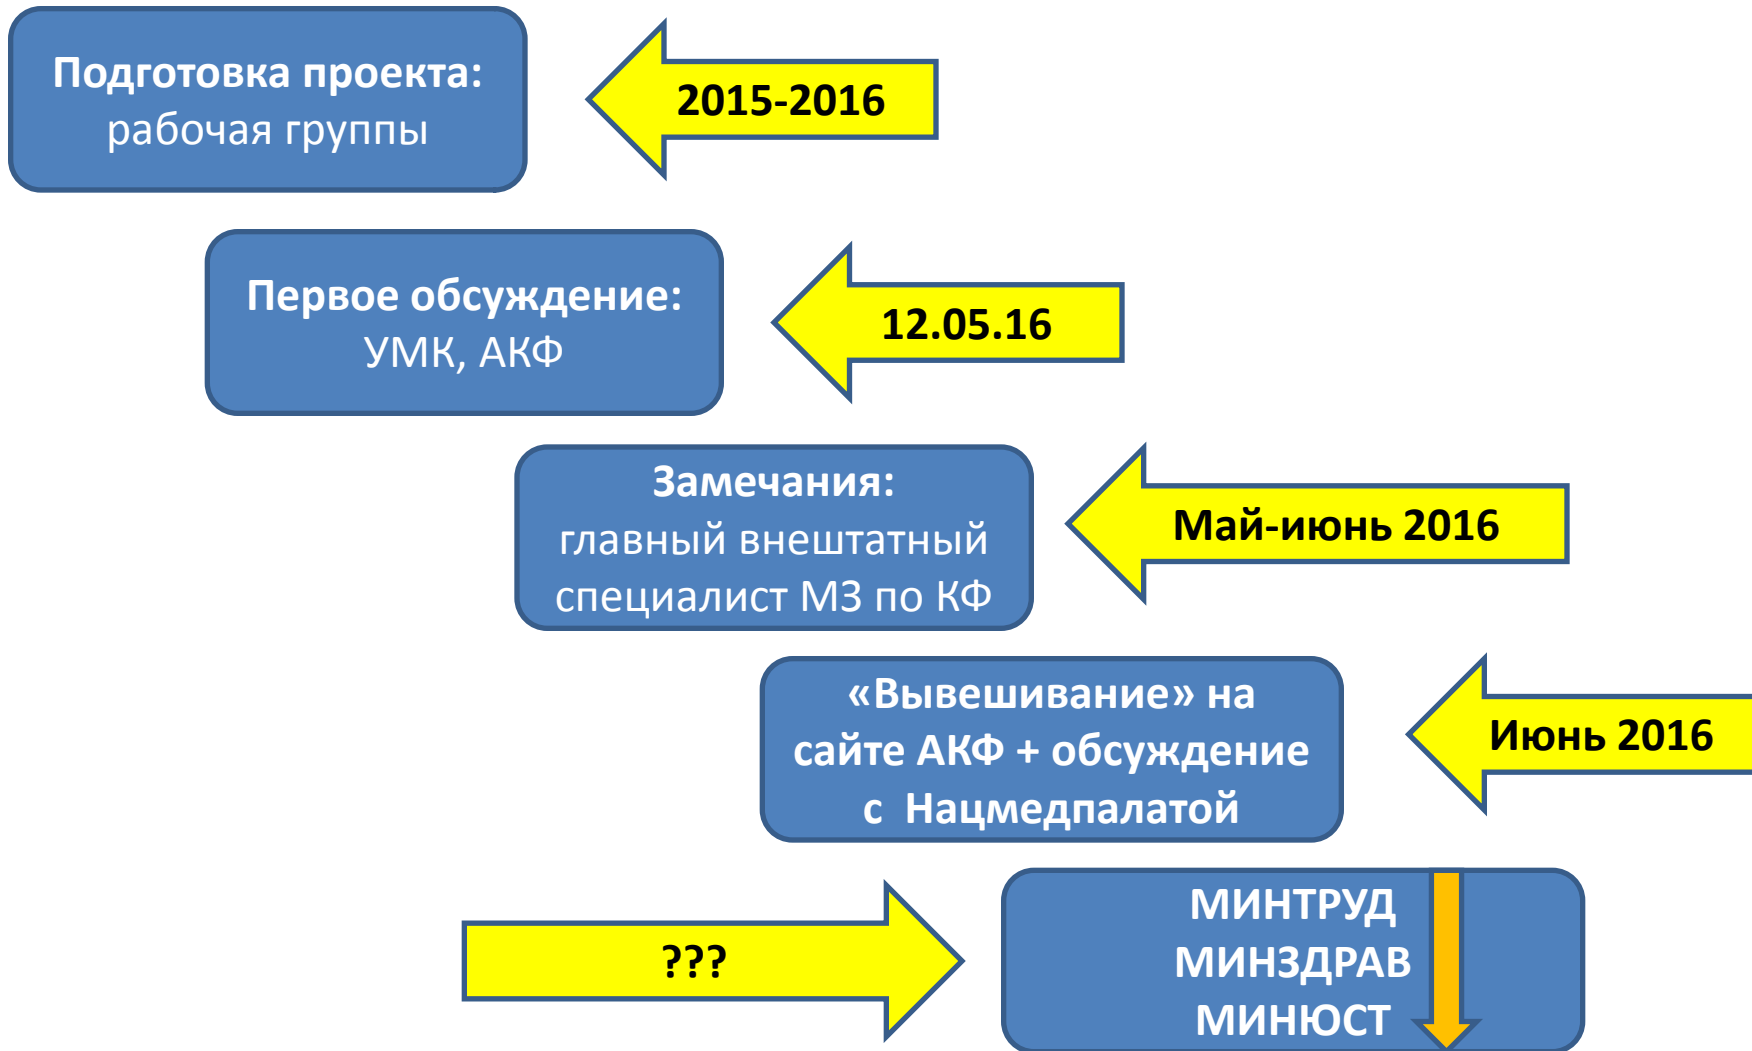 Подготовка проекта:
рабочая группы
2015-2016
Первое обсуждение:
УМК, АКФ
12.05.16
Замечания:
главный внештатный
специалист МЗ по КФ
Май-июнь 2016
«Вывешивание» на
сайте АКФ + обсуждение
с Нацмедпалатой
Июнь 2016
???
МИНТРУД
МИНЗДРАВ
МИНЮСТ